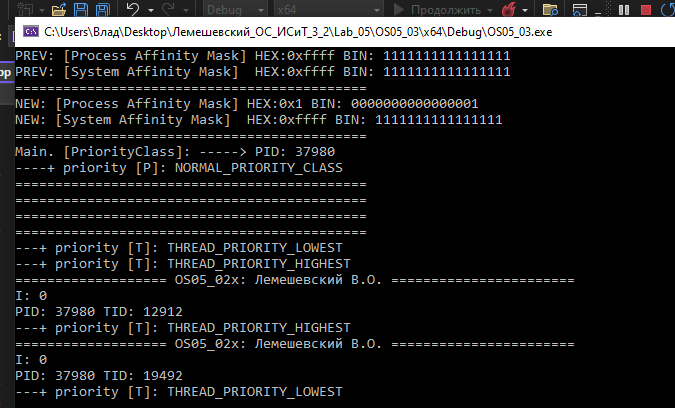 Debug
x64
Продолжить
C:\Users\Влад\Desktop\Лемешевский_ОС_ИСиТ_3_2\Lab_05\OS05_03\x64\Debug\OS05_03.exe
PREV: [Process Affinity Mask] HEX:0xffff BIN: 1111111111111111
PREV: [System Affinity Mask]  HEX:0xffff BIN: 1111111111111111
============================================
NEW: [Process Affinity Mask] HEX:0x1 BIN: 0000000000000001
NEW: [System Affinity Mask]  HEX:0xffff BIN: 1111111111111111
============================================
Main. [PriorityClass]: -----> PID: 37980
----+ priority [P]: NORMAL_PRIORITY_CLASS
============================================
============================================
============================================
============================================
---+ priority [T]: THREAD_PRIORITY_LOWEST
---+ priority [T]: THREAD_PRIORITY_HIGHEST
=================== OS05_02x: Лемешевский В.О. =======================
I: 0
PID: 37980 TID: 12912
---+ priority [T]: THREAD_PRIORITY_HIGHEST
=================== OS05_02x: Лемешевский В.О. =======================
I: 0
PID: 37980 TID: 19492
---+ priority [T]: THREAD_PRIORITY_LOWEST